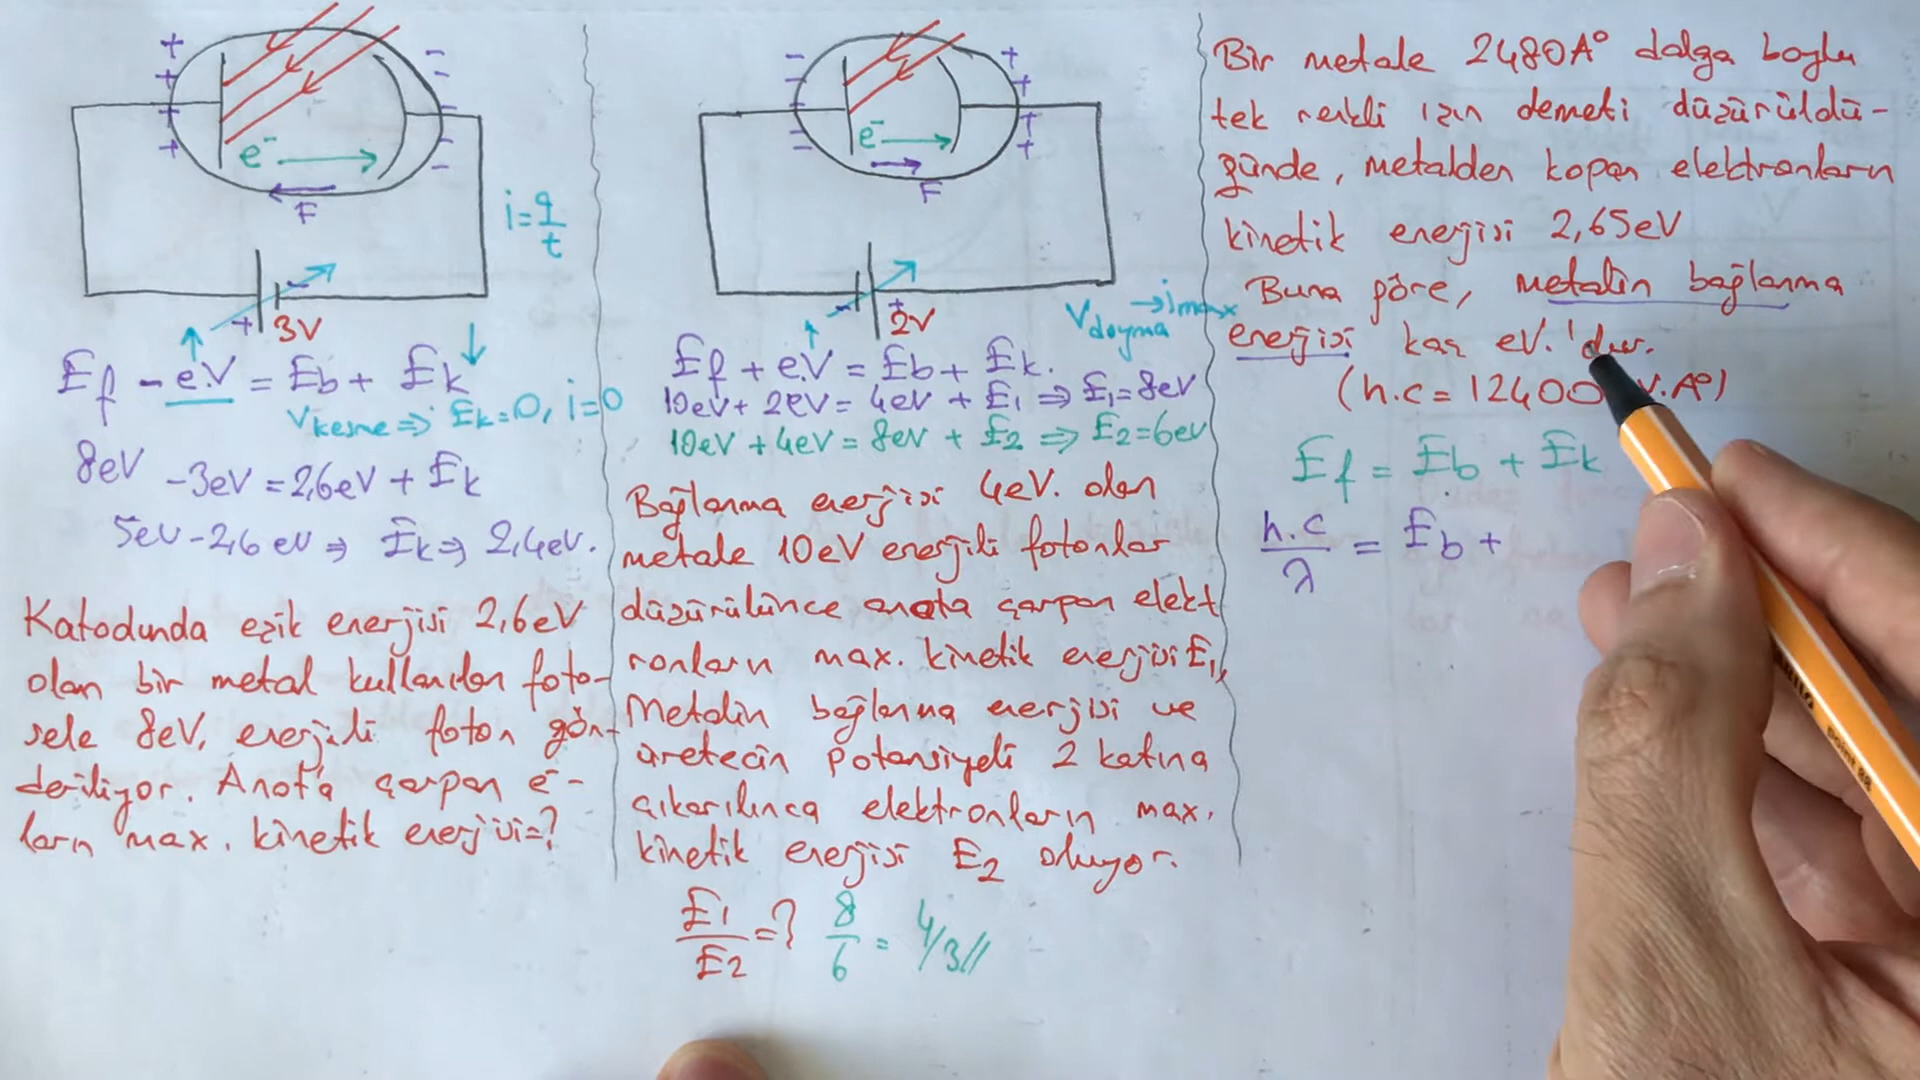 +
+
+
+
-
-
-
-
e⁻
F
i = q/t
+ -
3V
Ef - e.V = Eb + Ek
Vkesme ⇒ Ek=0, i=0
8eV - 3eV = 2,6eV + Ek
5eV - 2,6 eV ⇒ Ek ⇒ 2,4eV.
Katodunda eşik enerjisi 2,6eV
olan bir metal kullanılan foto-
sele 8eV. enerjili foton gön-
deriliyor. Anot'a çarpan e⁻-
ların max. kinetik enerjisi=?
-
-
-
-
+
+
+
+
e⁻
F
- +
2V
Vdoyma → imax
Ef + e.V = Eb + Ek.
10eV + 2eV = 4eV + E1 ⇒ E1=8eV
10eV + 4eV = 8eV + E2 ⇒ E2=6eV
Bağlanma enerjisi 4eV. olan
metale 10eV enerjili fotonlar
düşürülünce anota çarpan elekt
ronların max. kinetik enerjisi E1,
Metalin bağlanma enerjisi ve
üretecin potansiyeli 2 katına
çıkarılınca elektronların max.
kinetik enerjisi E2 oluyor.
E1/E2 = ? 8/6 = 4/3//
Bir metale 2480A° dalga boylu
tek renkli ışın demeti düşürüldü-
günde, metalden kopan elektronların
kinetik enerjisi 2,65eV
Buna göre, metalin bağlanma
enerjisi kaç eV.'dur.
(h.c = 12400 V.A°)
Ef = Eb + Ek
h.c/λ = Eb +
point 88